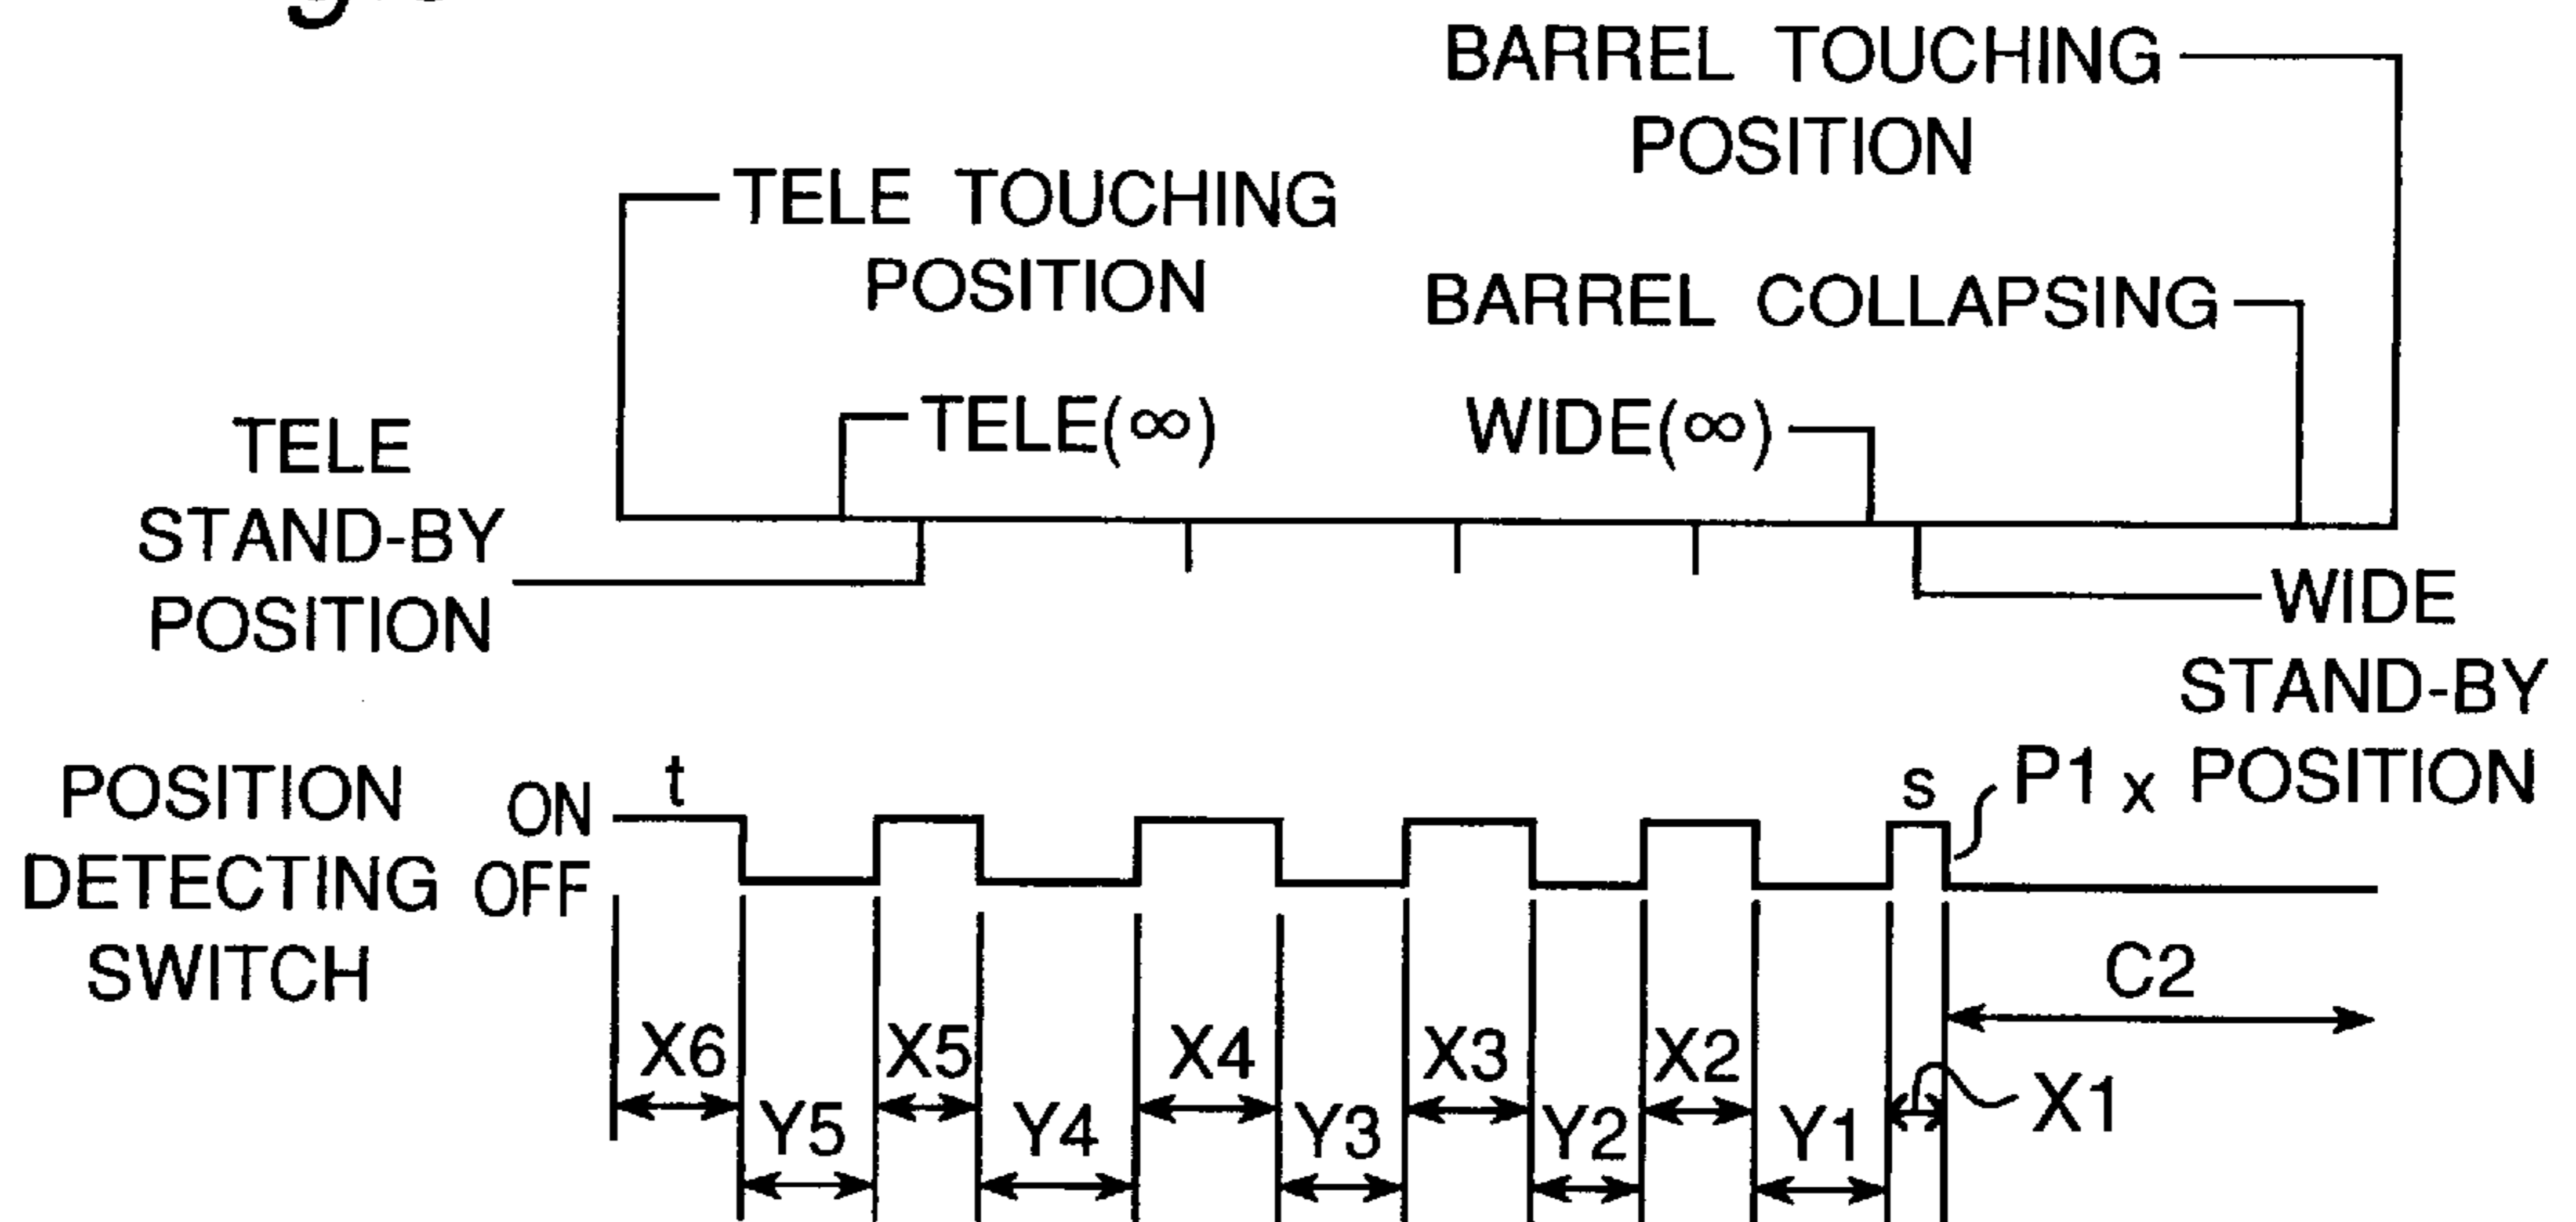 BARREL TOUCHING
POSITION
TELE TOUCHING
POSITION
BARREL COLLAPSING
TELE(∞)
WIDE(∞)
TELE
STAND-BY
POSITION
WIDE
STAND-BY
POSITION
POSITION
DETECTING
SWITCH
ON
OFF
t
s
P1x
C2
X6
X5
X4
X3
X2
X1
Y5
Y4
Y3
Y2
Y1